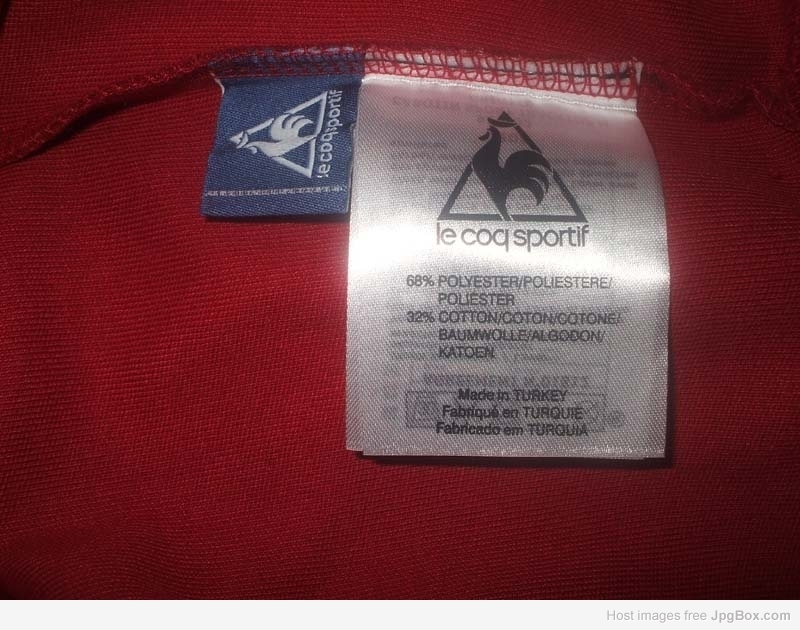 le coq sportif
le coq sportif
68% POLYESTER/POLIESTERE/
POLIÉSTER
32% COTTON/COTON/COTONE/
BAUMWOLLE/ALGODON/
KATOEN
Made in TURKEY
Fabriqué en TURQUIE
Fabricado em TURQUIA
Host images free JpgBox.com